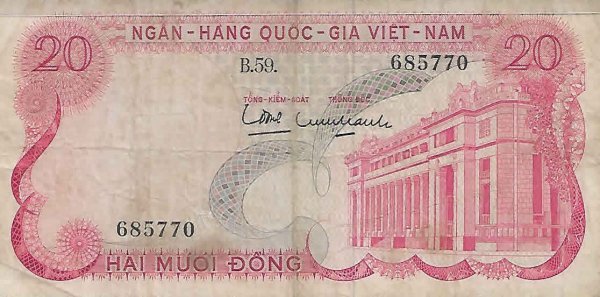 20 NGÂN-HÀNG QUỐC-GIA VIỆT-NAM 20
B.59. 685770
TỔNG-KIỂM-SOÁT THỐNG-ĐỐC
685770
HAI MƯƠI ĐỒNG
20